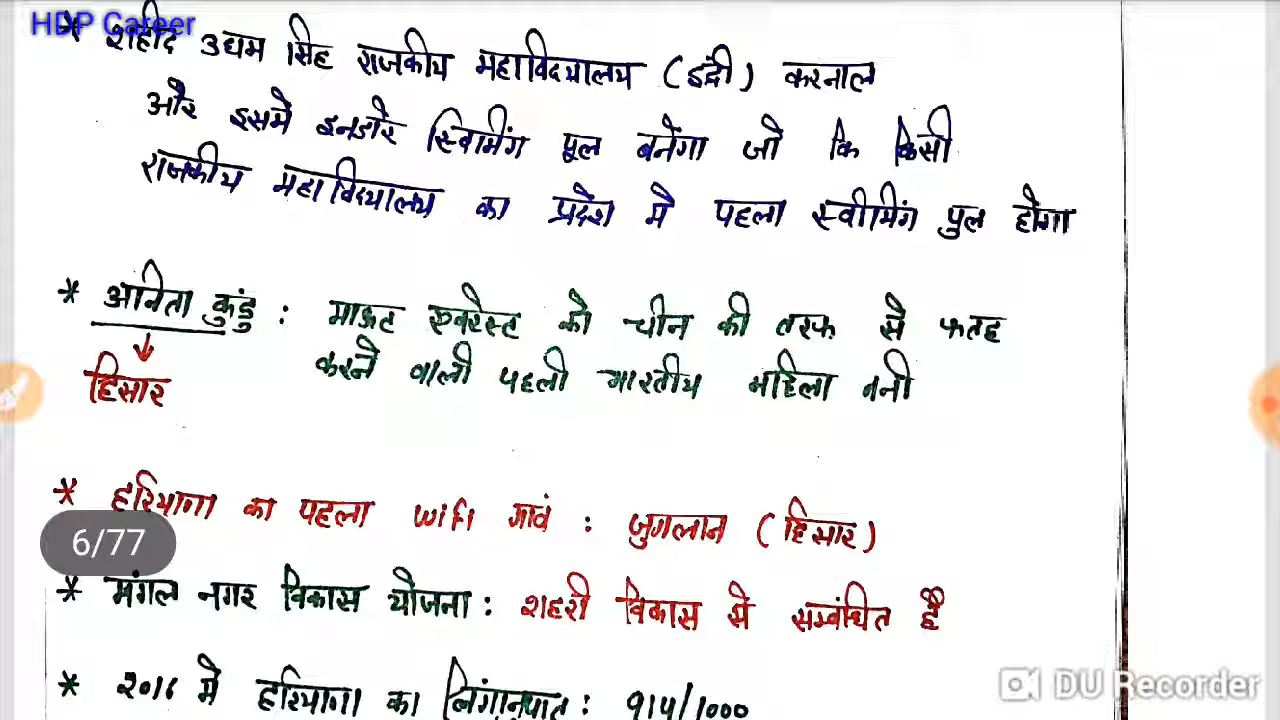 HDP Career
* शहीद उधम सिंह राजकीय महाविद्यालय (इंद्री) करनाल
और इसमे इनडोर स्विमिंग पूल बनेगा जो कि किसी
राजकीय महाविद्यालय का प्रदेश मे पहला स्वीमिंग पुल होगा
* अनिता कुंडु : माऊंट एवरेस्ट को चीन की तरफ से फतह
हिसार
करने वाली पहली भारतीय महिला बनी
* हरियाणा का पहला WiFi गावं : जुगलान (हिसार)
6/77
* मंगल नगर विकास योजना : शहरी विकास से सम्बंधित है
* २०१६ मे हरियाणा का लिंगानुपात : 914/1000
DU Recorder